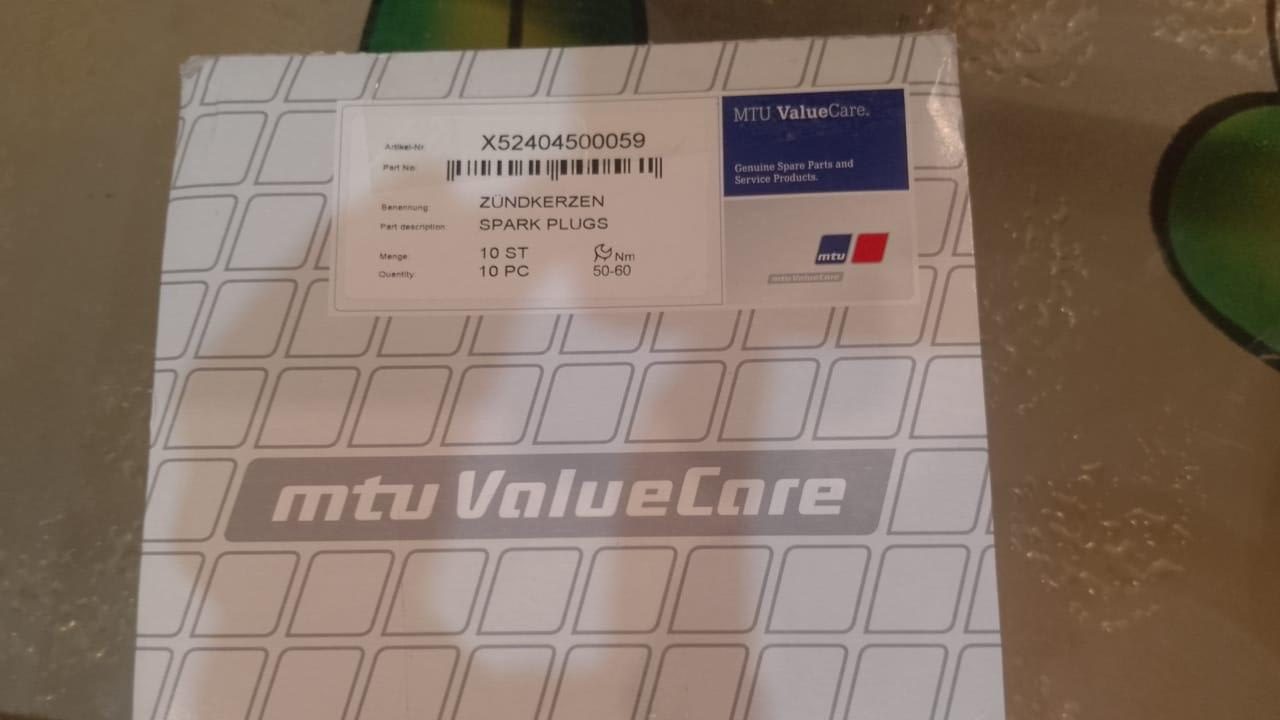 Artikel-Nr. X52404500059
Part No.:
Benennung: ZÜNDKERZEN
Part description: SPARK PLUGS
Menge: 10 ST
Quentity: 10 PC
Nm
50-60
MTU ValueCare.
Genuine Spare Parts and
Service Products.
mtu
mtu ValueCare
mtu ValueCare